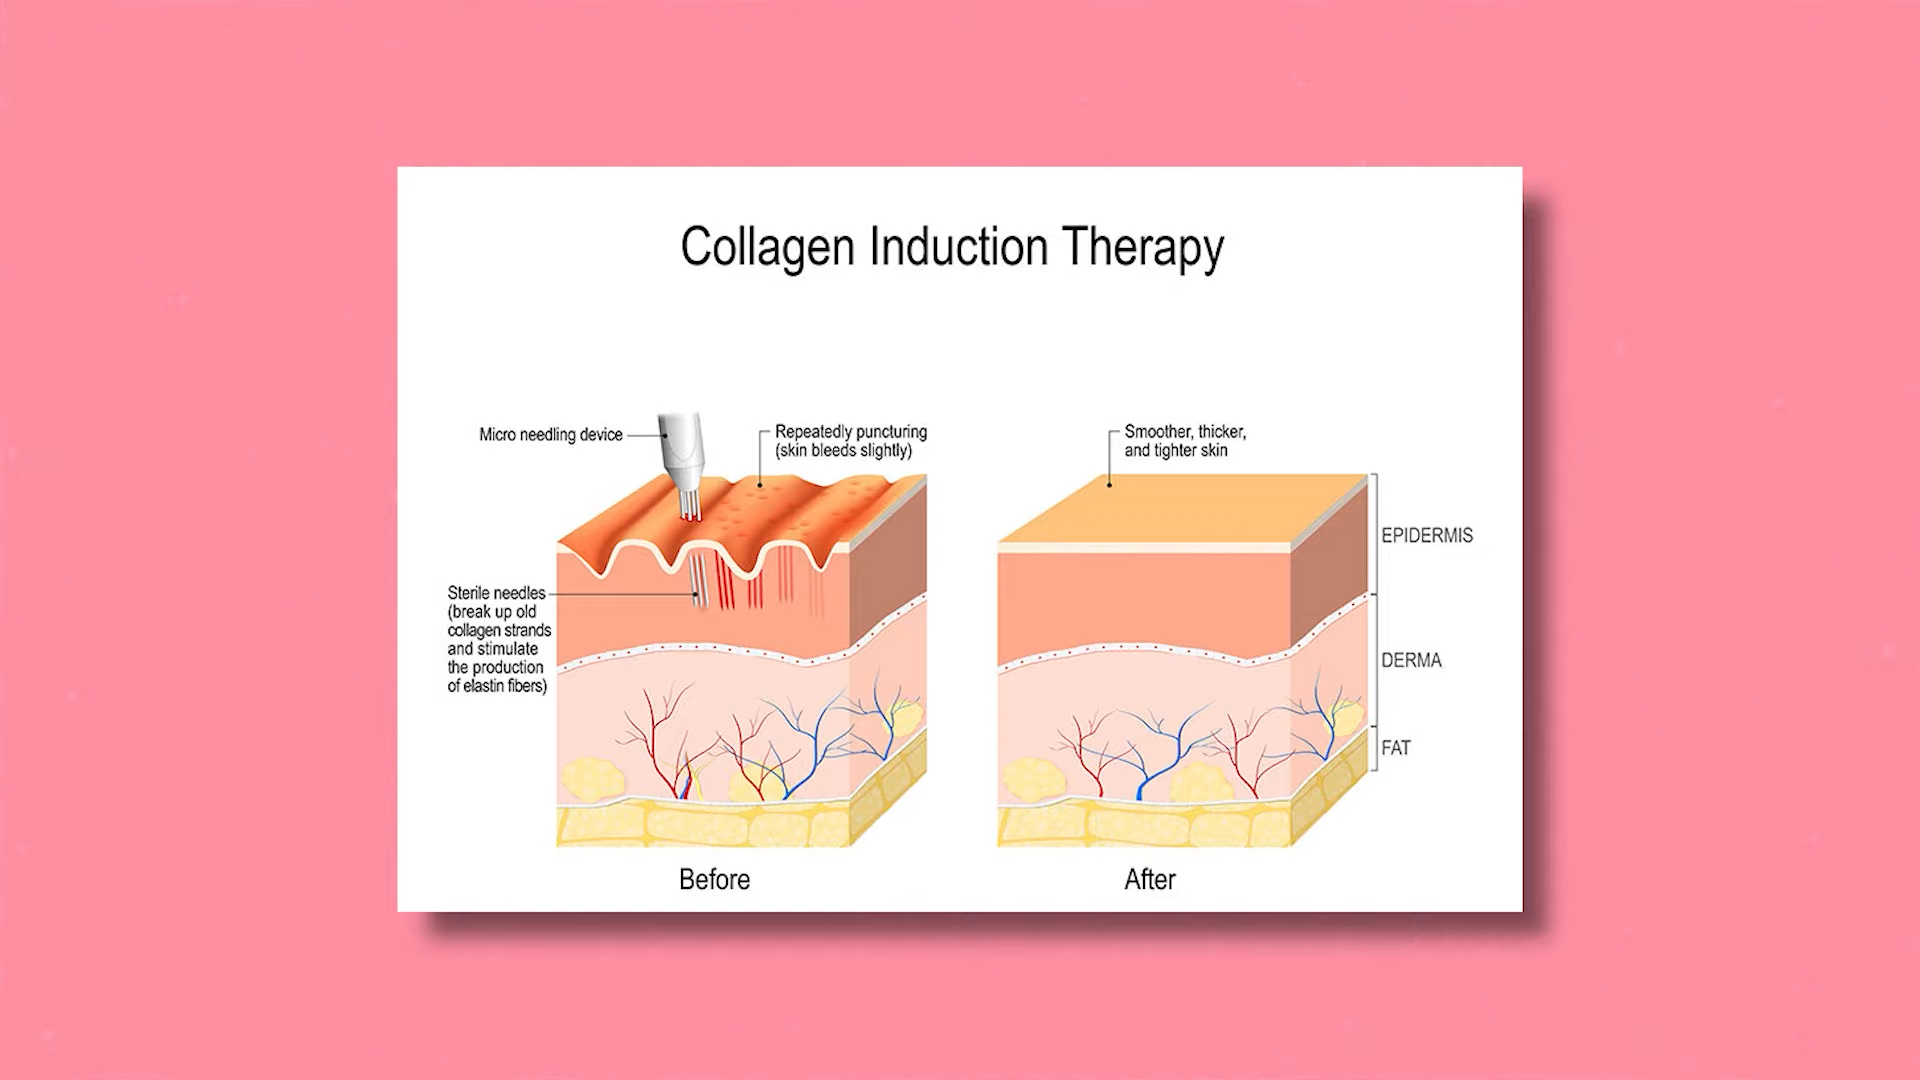 Collagen Induction Therapy
Micro needling device
Repeatedly puncturing
(skin bleeds slightly)
Sterile needles
(break up old
collagen strands
and stimulate
the production
of elastin fibers)
Before
Smoother, thicker,
and tighter skin
EPIDERMIS
DERMA
FAT
After